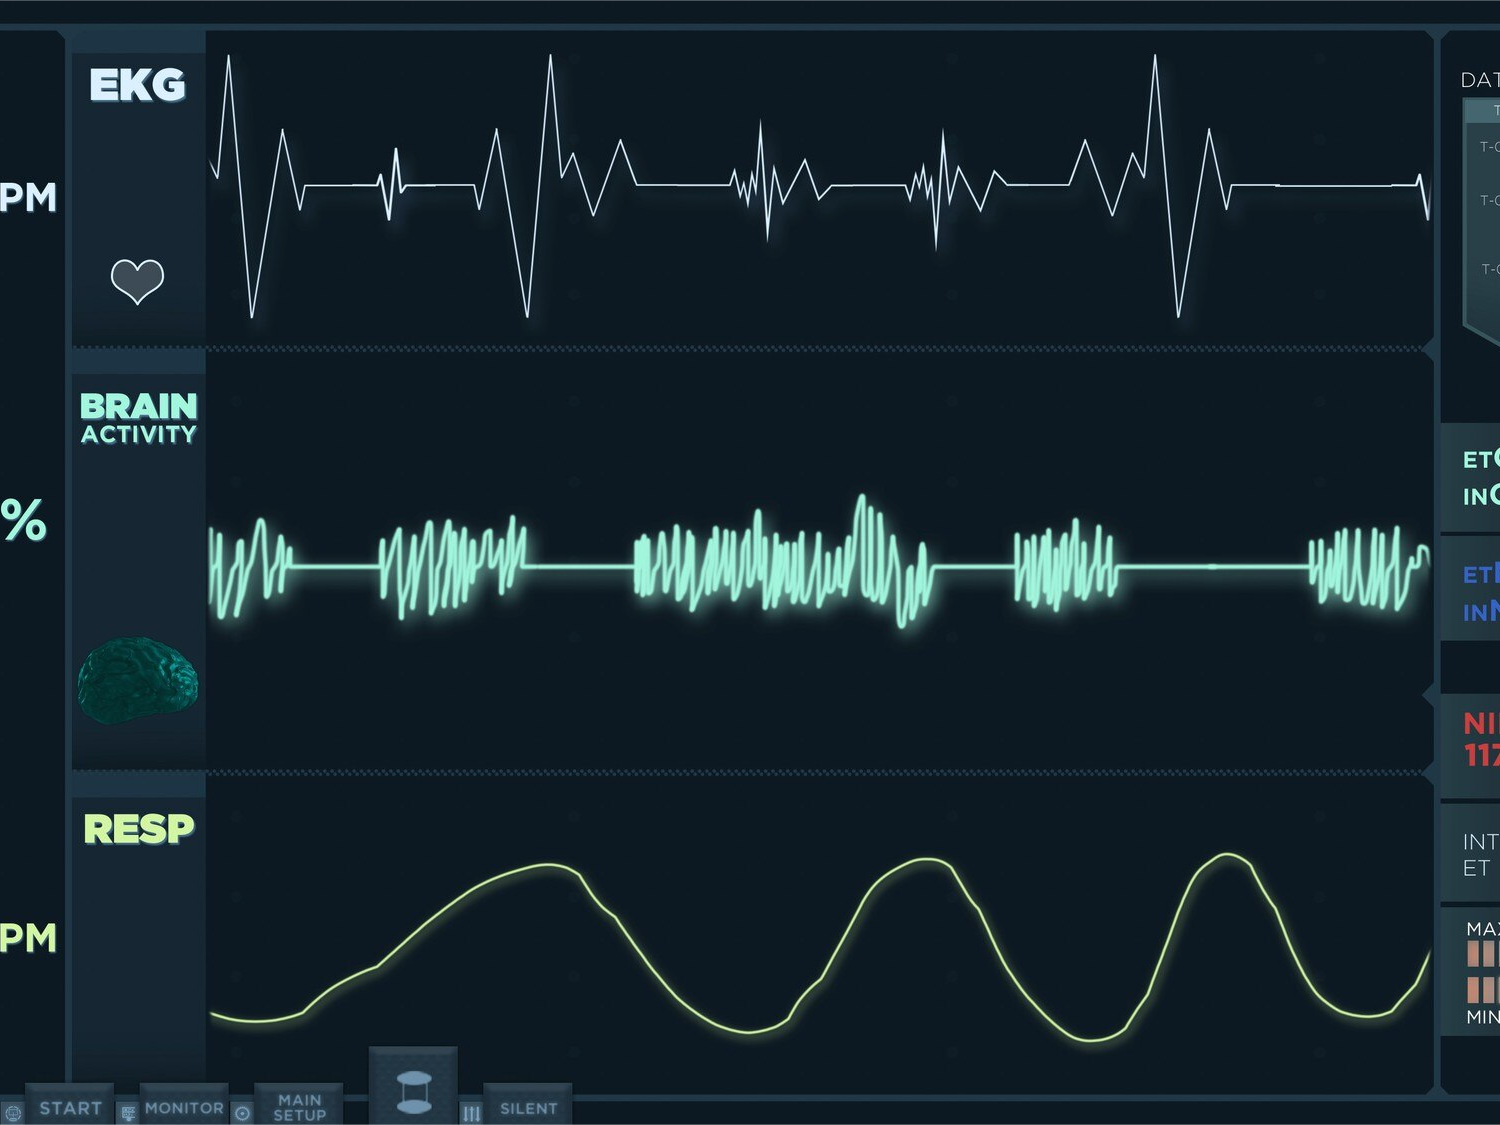 EKG
PM
BRAIN
ACTIVITY
%
RESP
PM
START
MONITOR
MAIN
SETUP
SILENT
DAT
T
T-
T-
T-
ET
IN
ET
IN
NI
117
INT
ET
MAX
MIN